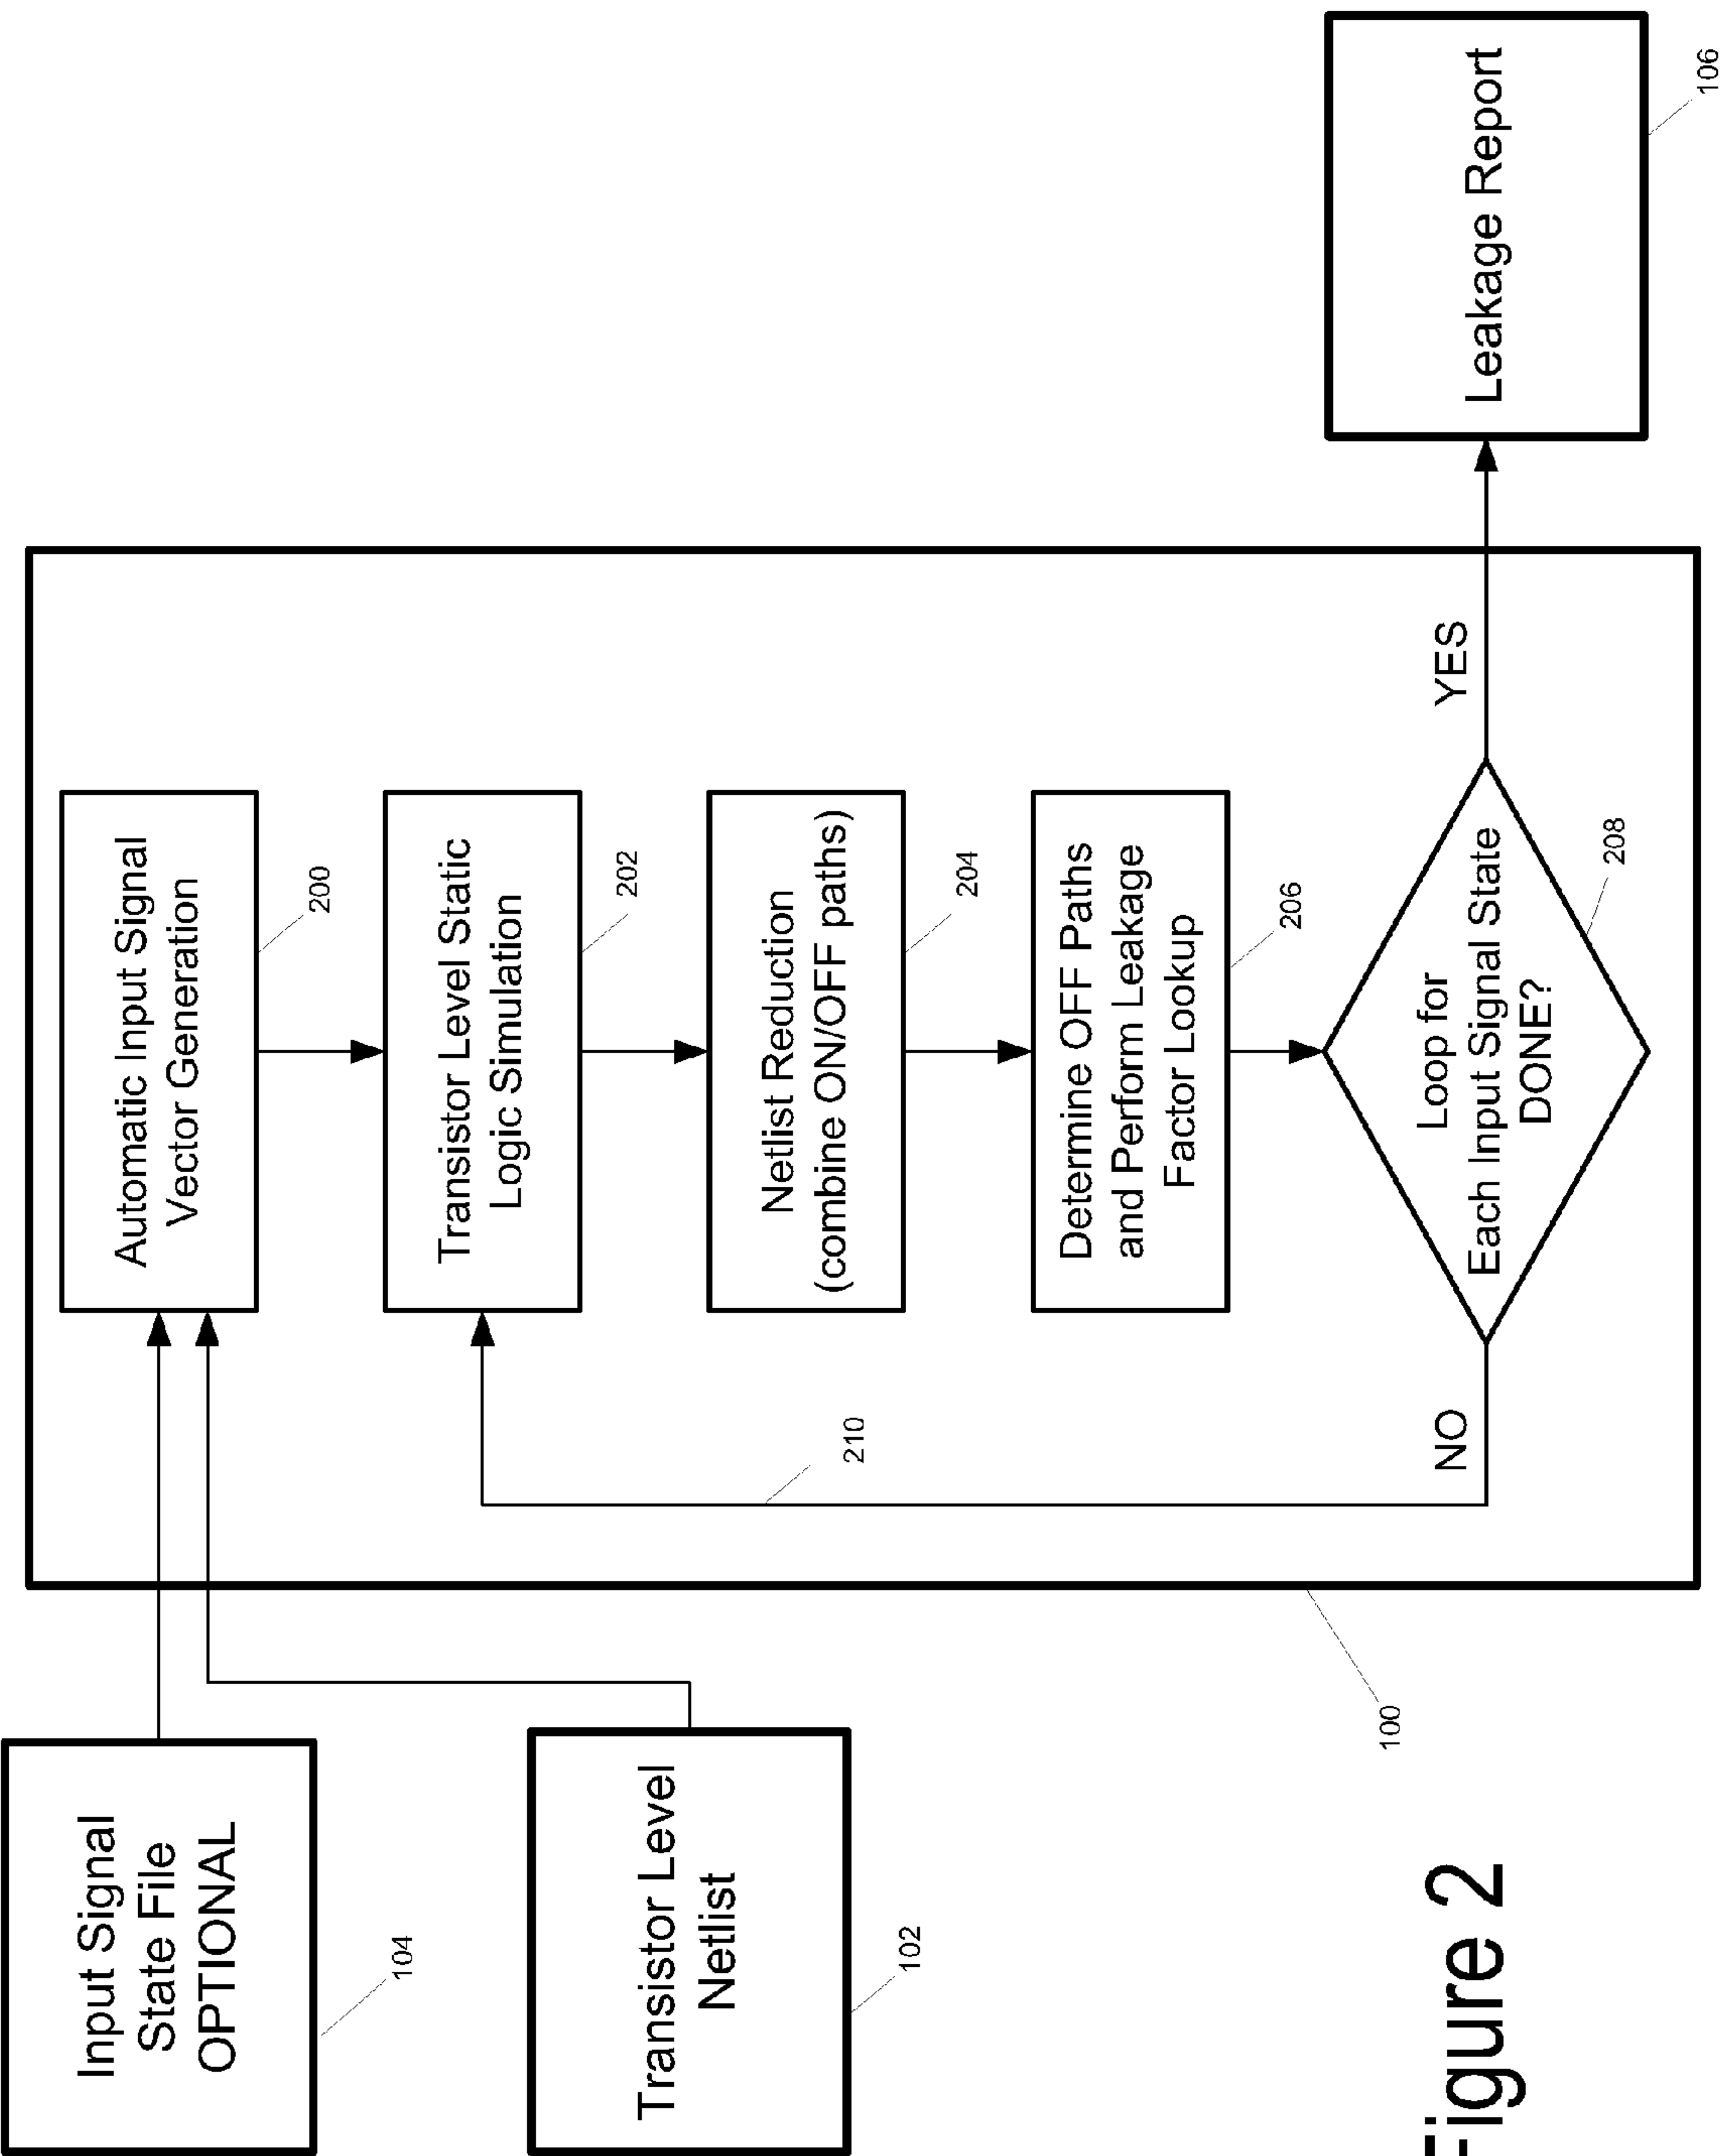 Input Signal
State File
OPTIONAL
104
Transistor Level
Netlist
102
Automatic Input Signal
Vector Generation
200
Transistor Level Static
Logic Simulation
202
Netlist Reduction
(combine ON/OFF paths)
204
Determine OFF Paths
and Perform Leakage
Factor Lookup
206
Loop for
Each Input Signal State
DONE?
208
NO
210
YES
100
Leakage Report
106
Figure 2